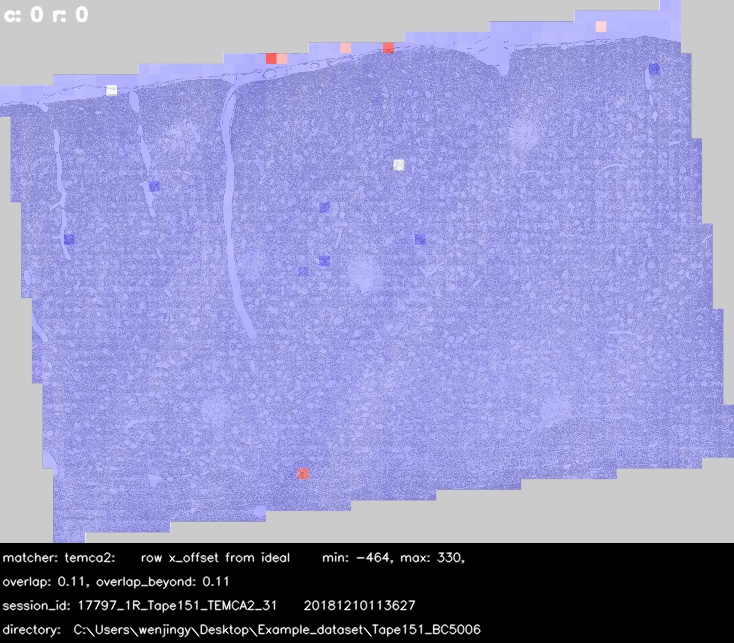 c: 0 r: 0
matcher: temca2: row x_offset from ideal min: -464, max: 330,
overlap: 0.11, overlap_beyond: 0.11
session_id: 17797_1R_Tape151_TEMCA2_31 20181210113627
directory: C:\Users\wenjingy\Desktop\Example_dataset\Tape151_BC5006